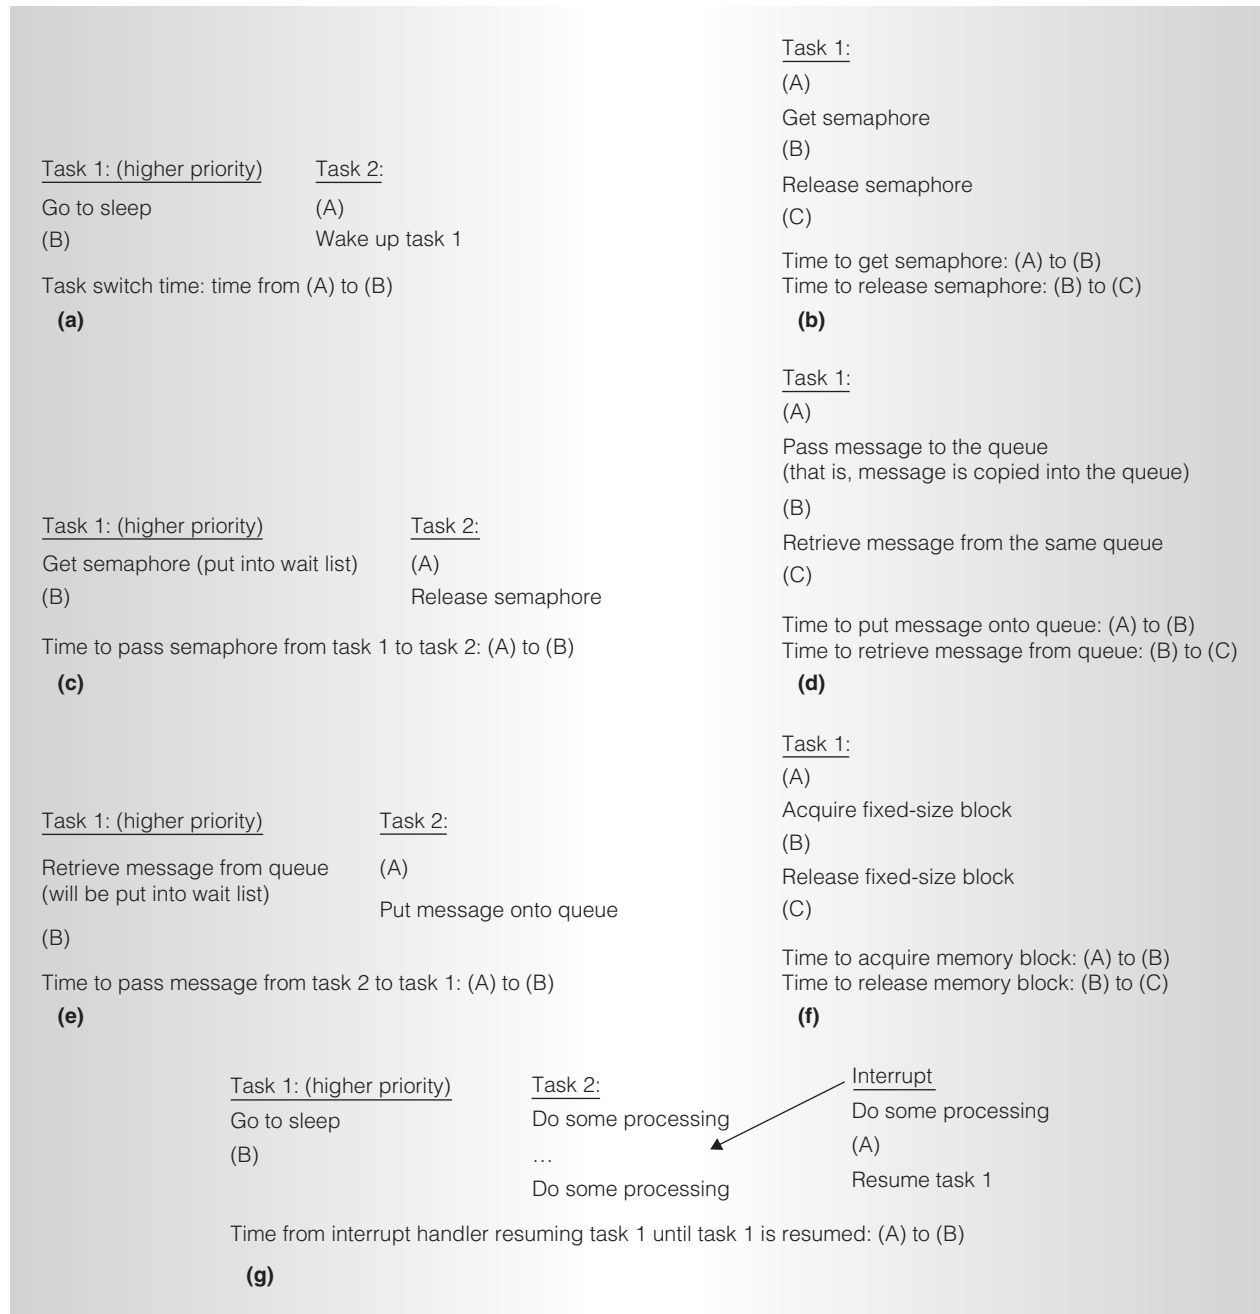 Task 1: (higher priority)
Task 2:
Go to sleep
(A)
(B)
Wake up task 1
Task switch time: time from (A) to (B)
(a)
Task 1:
(A)
Get semaphore
(B)
Release semaphore
(C)
Time to get semaphore: (A) to (B)
Time to release semaphore: (B) to (C)
(b)
Task 1: (higher priority)
Task 2:
Get semaphore (put into wait list)
(A)
(B)
Release semaphore
Time to pass semaphore from task 1 to task 2: (A) to (B)
(c)
Task 1:
(A)
Pass message to the queue
(that is, message is copied into the queue)
(B)
Retrieve message from the same queue
(C)
Time to put message onto queue: (A) to (B)
Time to retrieve message from queue: (B) to (C)
(d)
Task 1: (higher priority)
Task 2:
Retrieve message from queue
(will be put into wait list)
(A)
Put message onto queue
(B)
Time to pass message from task 2 to task 1: (A) to (B)
(e)
Task 1:
(A)
Acquire fixed-size block
(B)
Release fixed-size block
(C)
Time to acquire memory block: (A) to (B)
Time to release memory block: (B) to (C)
(f)
Task 1: (higher priority)
Go to sleep
(B)
Task 2:
Do some processing
…
Do some processing
Interrupt
Do some processing
(A)
Resume task 1
Time from interrupt handler resuming task 1 until task 1 is resumed: (A) to (B)
(g)